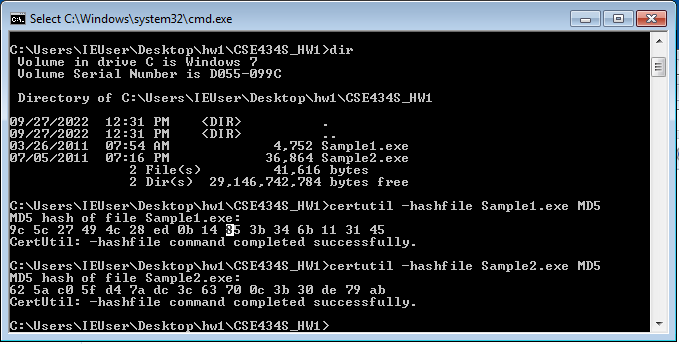 Select C:\Windows\system32\cmd.exe
C:\Users\IEUser\Desktop\hw1\CSE434S_HW1>dir
 Volume in drive C is Windows 7
 Volume Serial Number is D055-099C
 Directory of C:\Users\IEUser\Desktop\hw1\CSE434S_HW1
09/27/2022  12:31 PM    <DIR>          .
09/27/2022  12:31 PM    <DIR>          ..
03/26/2011  07:54 AM             4,752 Sample1.exe
07/05/2011  07:16 PM            36,864 Sample2.exe
               2 File(s)         41,616 bytes
               2 Dir(s)  29,146,742,784 bytes free
C:\Users\IEUser\Desktop\hw1\CSE434S_HW1>certutil -hashfile Sample1.exe MD5
MD5 hash of file Sample1.exe:
9c 5c 27 49 4c 28 ed 0b 14 85 3b 34 6b 11 31 45
CertUtil: -hashfile command completed successfully.
C:\Users\IEUser\Desktop\hw1\CSE434S_HW1>certutil -hashfile Sample2.exe MD5
MD5 hash of file Sample2.exe:
62 5a c0 5f d4 7a dc 3c 63 70 0c 3b 30 de 79 ab
CertUtil: -hashfile command completed successfully.
C:\Users\IEUser\Desktop\hw1\CSE434S_HW1>